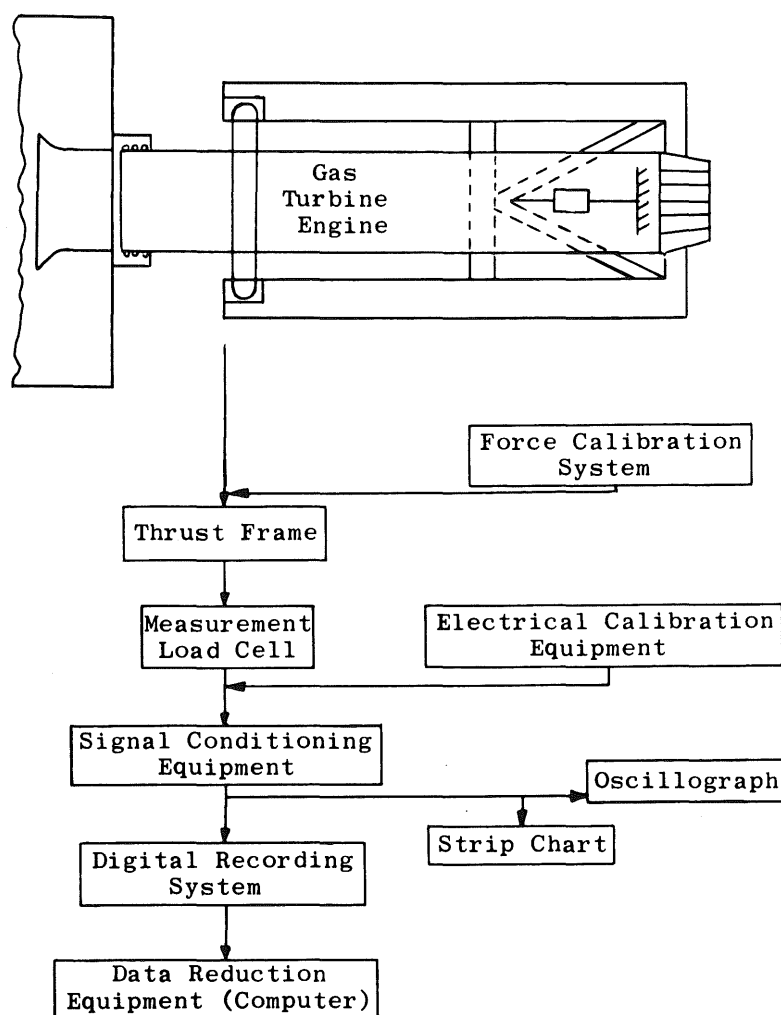 Gas
Turbine
Engine
Force Calibration
System
Thrust Frame
Measurement
Load Cell
Electrical Calibration
Equipment
Signal Conditioning
Equipment
Oscillograph
Strip Chart
Digital Recording
System
Data Reduction
Equipment (Computer)